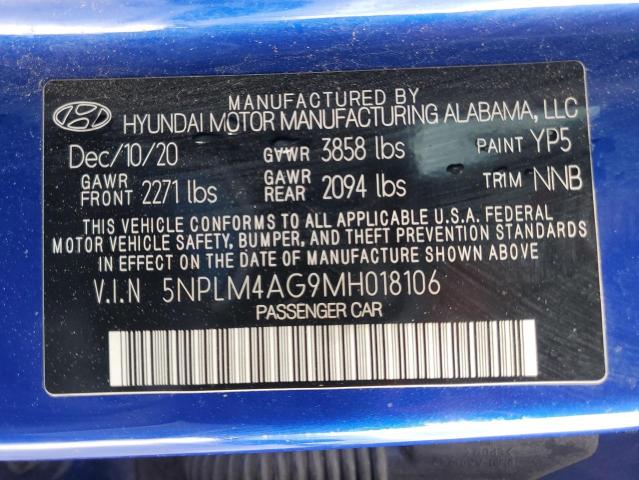 MANUFACTURED BY
HYUNDAI MOTOR MANUFACTURING ALABAMA, LLC
Dec/10/20 GVWR 3858 lbs PAINT YP5
GAWR FRONT 2271 lbs GAWR REAR 2094 lbs TRIM NNB
THIS VEHICLE CONFORMS TO ALL APPLICABLE U.S.A. FEDERAL
MOTOR VEHICLE SAFETY, BUMPER, AND THEFT PREVENTION STANDARDS
IN EFFECT ON THE DATE OF MANUFACTURE SHOWN ABOVE
V.I.N 5NPLM4AG9MH018106
PASSENGER CAR